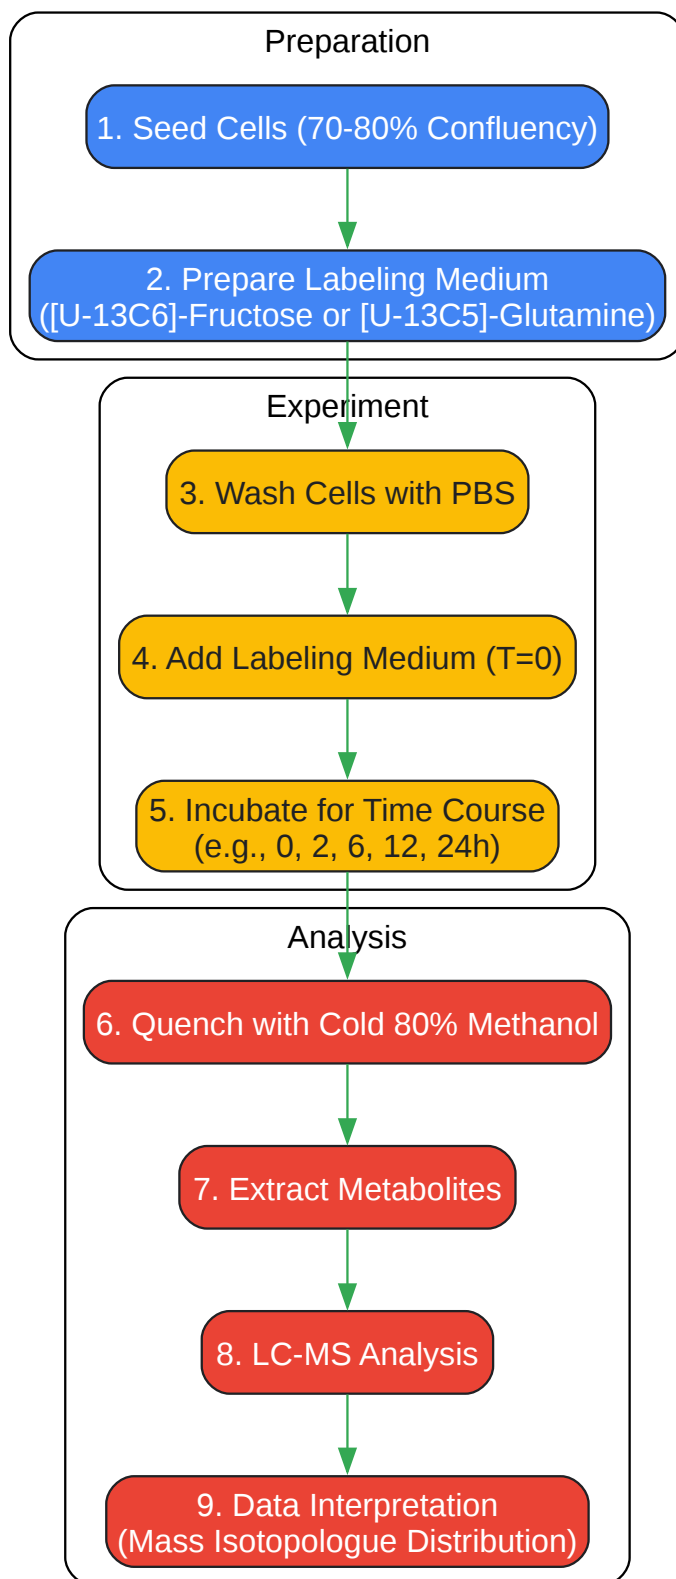 Preparation
1. Seed Cells (70-80% Confluency)
2. Prepare Labeling Medium
([U-13C6]-Fructose or [U-13C5]-Glutamine)
Experiment
3. Wash Cells with PBS
4. Add Labeling Medium (T=0)
5. Incubate for Time Course
(e.g., 0, 2, 6, 12, 24h)
Analysis
6. Quench with Cold 80% Methanol
7. Extract Metabolites
8. LC-MS Analysis
9. Data Interpretation
(Mass Isotopologue Distribution)